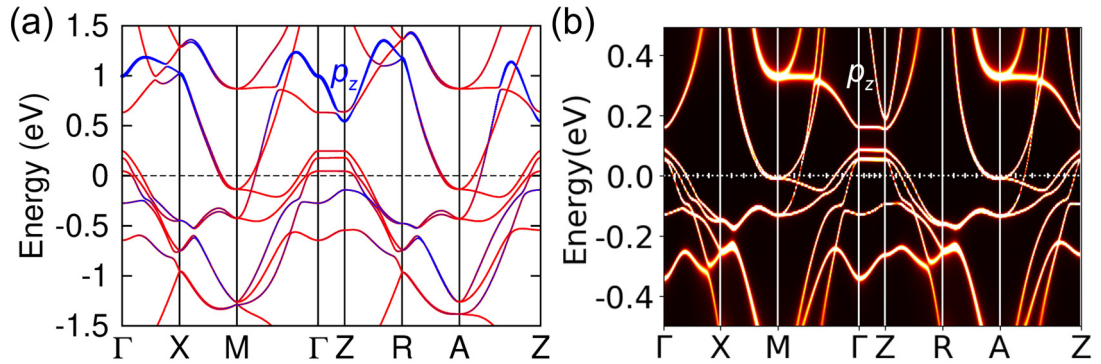 (a)
1.5
1
0.5
0
-0.5
-1
-1.5
Energy (eV)
p_z
Γ X M Γ Z R A Z
(b)
0.4
0.2
0.0
-0.2
-0.4
Energy(eV)
p_z
Γ X M Γ Z R A Z